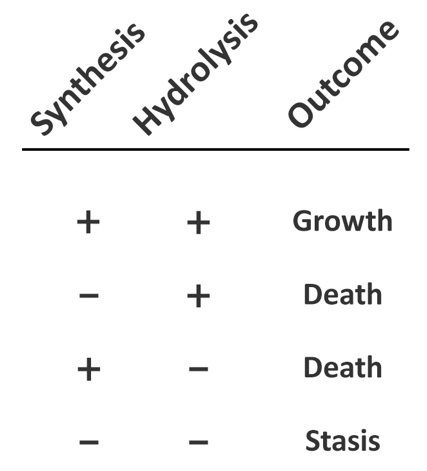 Synthesis Hydrolysis Outcome
+ + Growth
– + Death
+ – Death
– – Stasis